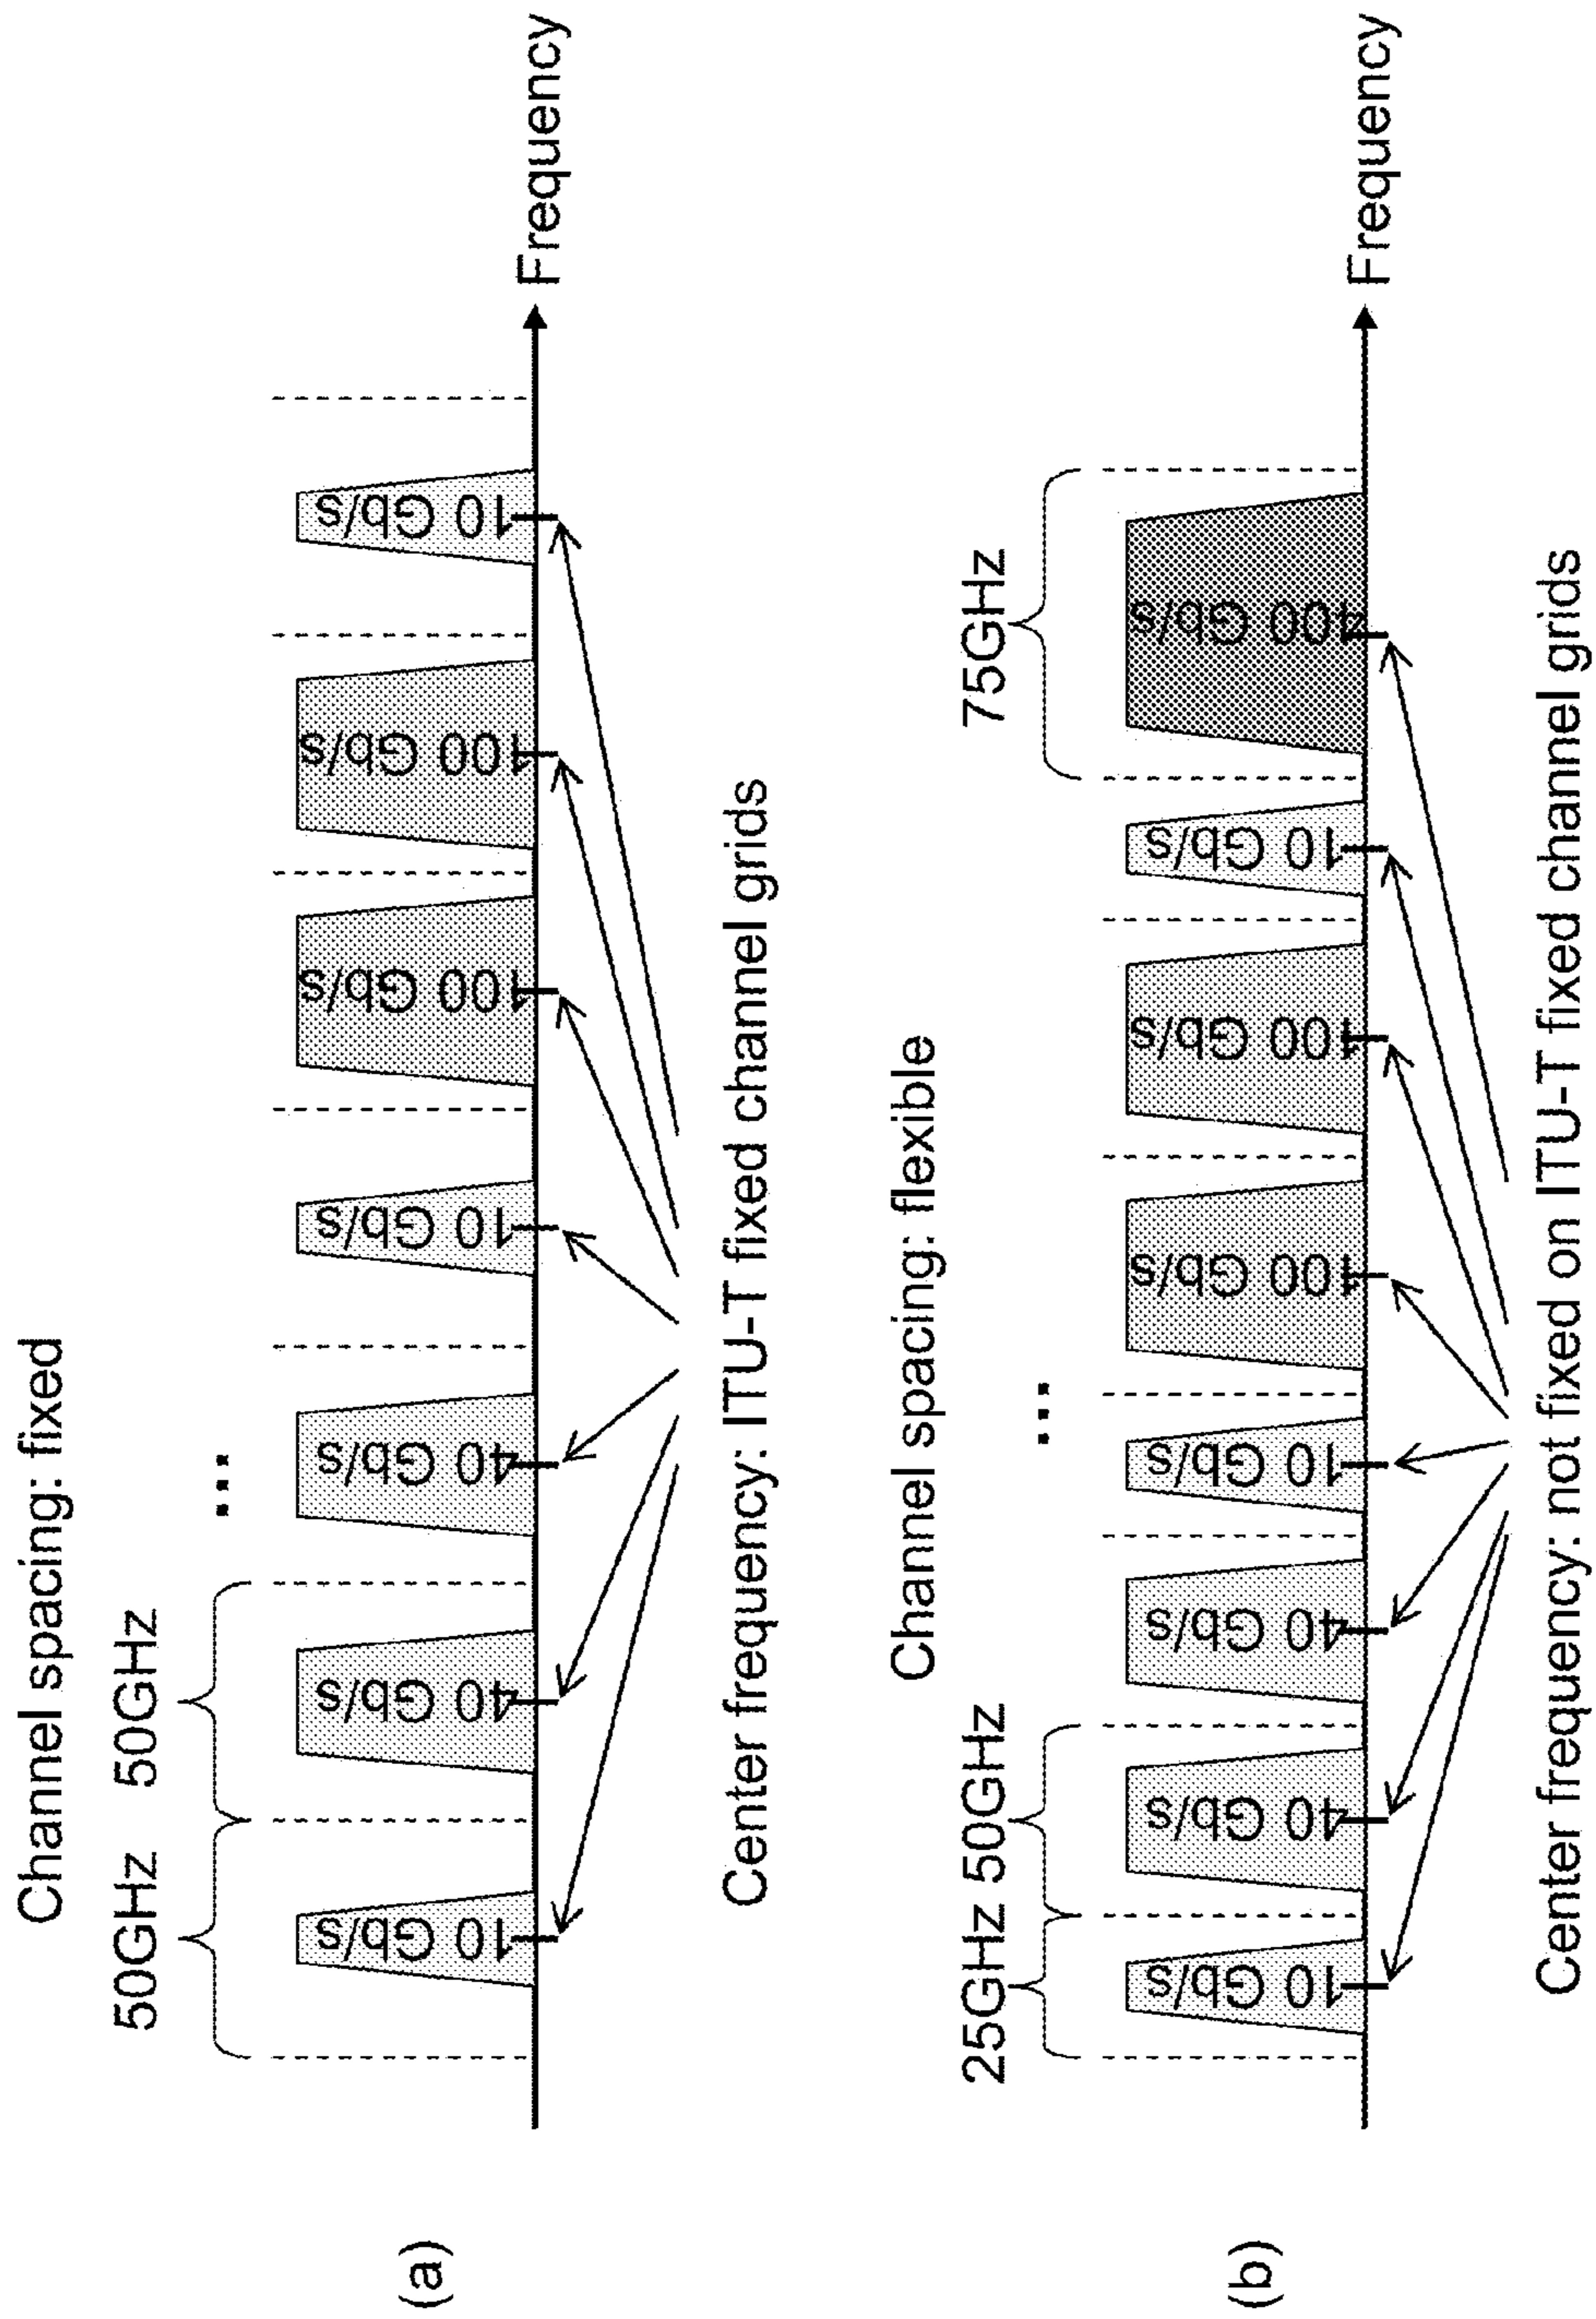 Channel spacing: fixed
50GHz 50GHz
...
(a)
10 Gb/s
40 Gb/s
40 Gb/s
10 Gb/s
100 Gb/s
100 Gb/s
10 Gb/s
Frequency
Center frequency: ITU-T fixed channel grids
Channel spacing: flexible
25GHz 50GHz
...
75GHz
(b)
10 Gb/s
40 Gb/s
40 Gb/s
10 Gb/s
100 Gb/s
100 Gb/s
10 Gb/s
400 Gb/s
Frequency
Center frequency: not fixed on ITU-T fixed channel grids